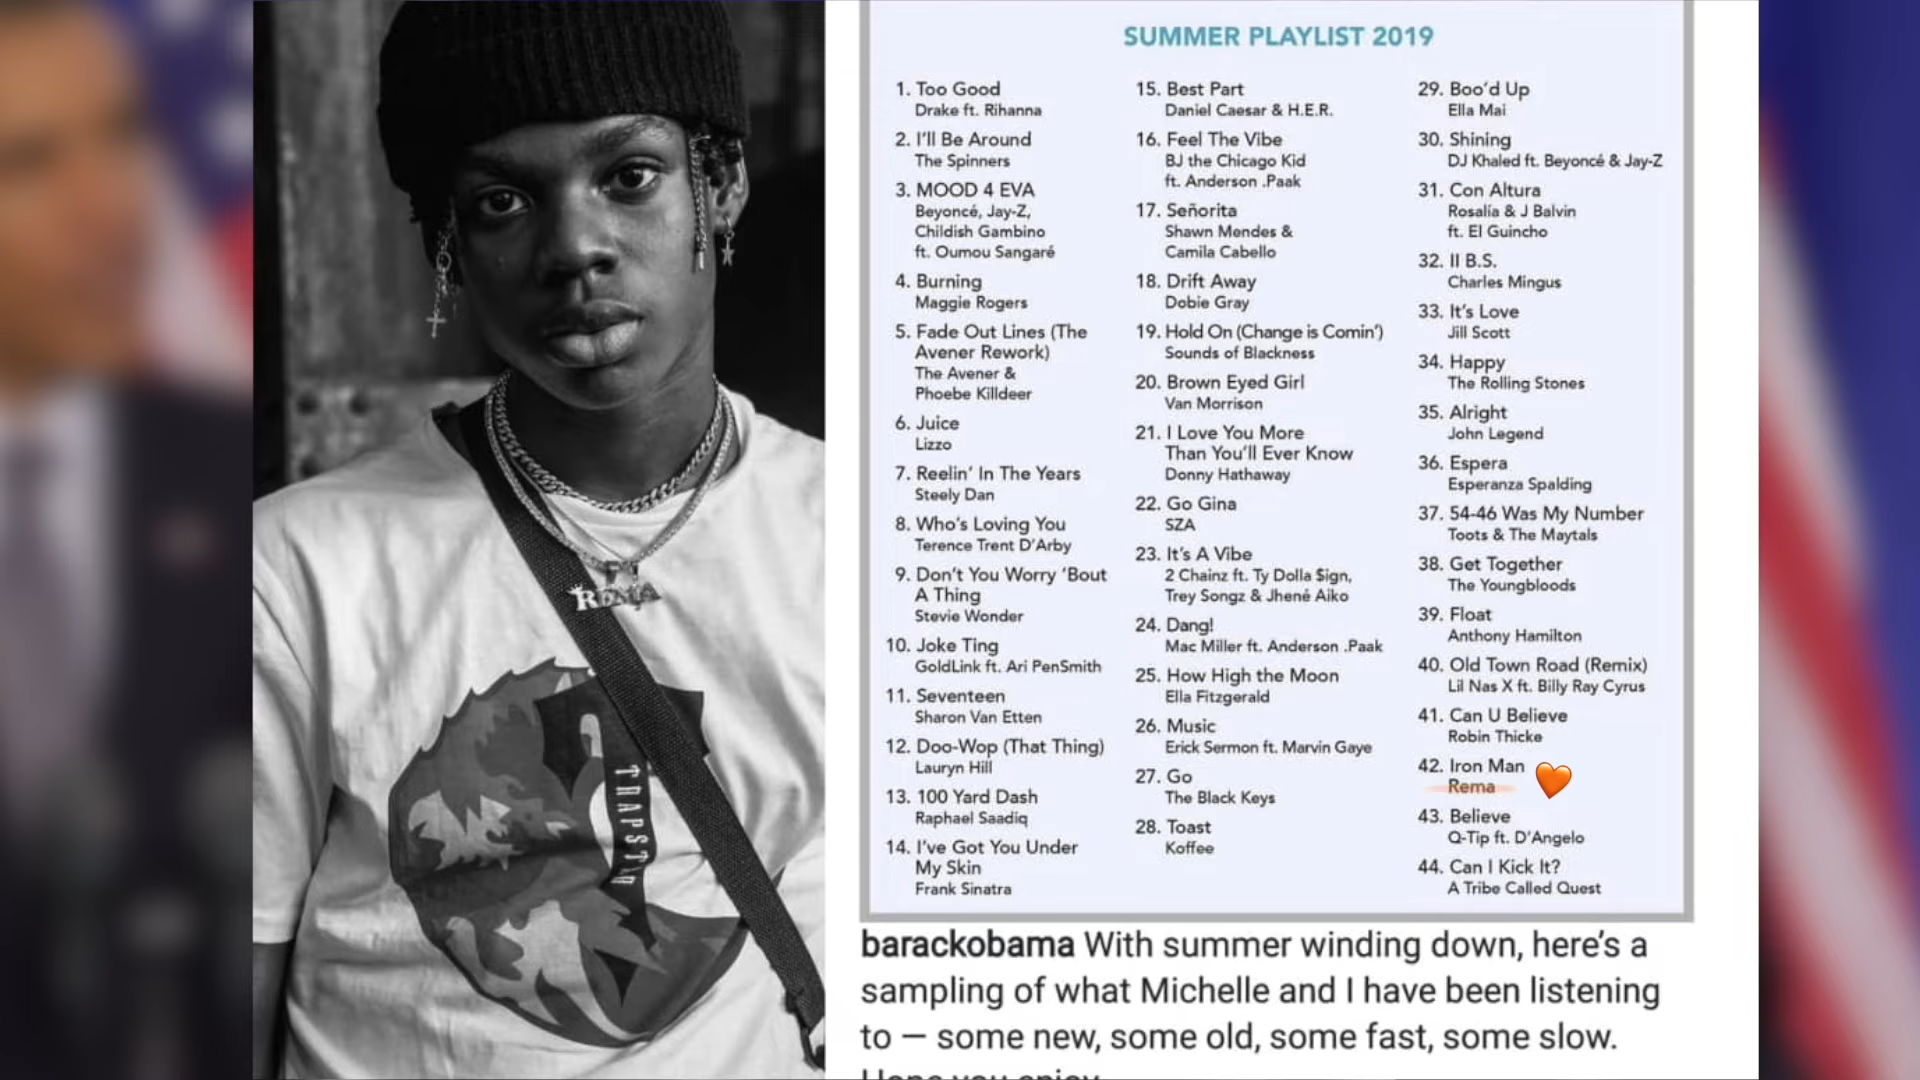 REMA
TRAPSTAR
SUMMER PLAYLIST 2019
1. Too Good
Drake ft. Rihanna
2. I'll Be Around
The Spinners
3. MOOD 4 EVA
Beyoncé, Jay-Z,
Childish Gambino
ft. Oumou Sangaré
4. Burning
Maggie Rogers
5. Fade Out Lines (The
Avener Rework)
The Avener &
Phoebe Killdeer
6. Juice
Lizzo
7. Reelin' In The Years
Steely Dan
8. Who's Loving You
Terence Trent D'Arby
9. Don't You Worry 'Bout
A Thing
Stevie Wonder
10. Joke Ting
GoldLink ft. Ari PenSmith
11. Seventeen
Sharon Van Etten
12. Doo-Wop (That Thing)
Lauryn Hill
13. 100 Yard Dash
Raphael Saadiq
14. I've Got You Under
My Skin
Frank Sinatra
15. Best Part
Daniel Caesar & H.E.R.
16. Feel The Vibe
BJ the Chicago Kid
ft. Anderson .Paak
17. Señorita
Shawn Mendes &
Camila Cabello
18. Drift Away
Dobie Gray
19. Hold On (Change is Comin')
Sounds of Blackness
20. Brown Eyed Girl
Van Morrison
21. I Love You More
Than You'll Ever Know
Donny Hathaway
22. Go Gina
SZA
23. It's A Vibe
2 Chainz ft. Ty Dolla $ign,
Trey Songz & Jhené Aiko
24. Dang!
Mac Miller ft. Anderson .Paak
25. How High the Moon
Ella Fitzgerald
26. Music
Erick Sermon ft. Marvin Gaye
27. Go
The Black Keys
28. Toast
Koffee
29. Boo'd Up
Ella Mai
30. Shining
DJ Khaled ft. Beyoncé & Jay-Z
31. Con Altura
Rosalía & J Balvin
ft. El Guincho
32. II B.S.
Charles Mingus
33. It's Love
Jill Scott
34. Happy
The Rolling Stones
35. Alright
John Legend
36. Espera
Esperanza Spalding
37. 54-46 Was My Number
Toots & The Maytals
38. Get Together
The Youngbloods
39. Float
Anthony Hamilton
40. Old Town Road (Remix)
Lil Nas X ft. Billy Ray Cyrus
41. Can U Believe
Robin Thicke
42. Iron Man 🧡
Rema
43. Believe
Q-Tip ft. D'Angelo
44. Can I Kick It?
A Tribe Called Quest
barackobama With summer winding down, here's a
sampling of what Michelle and I have been listening
to — some new, some old, some fast, some slow.
Hope you enjoy